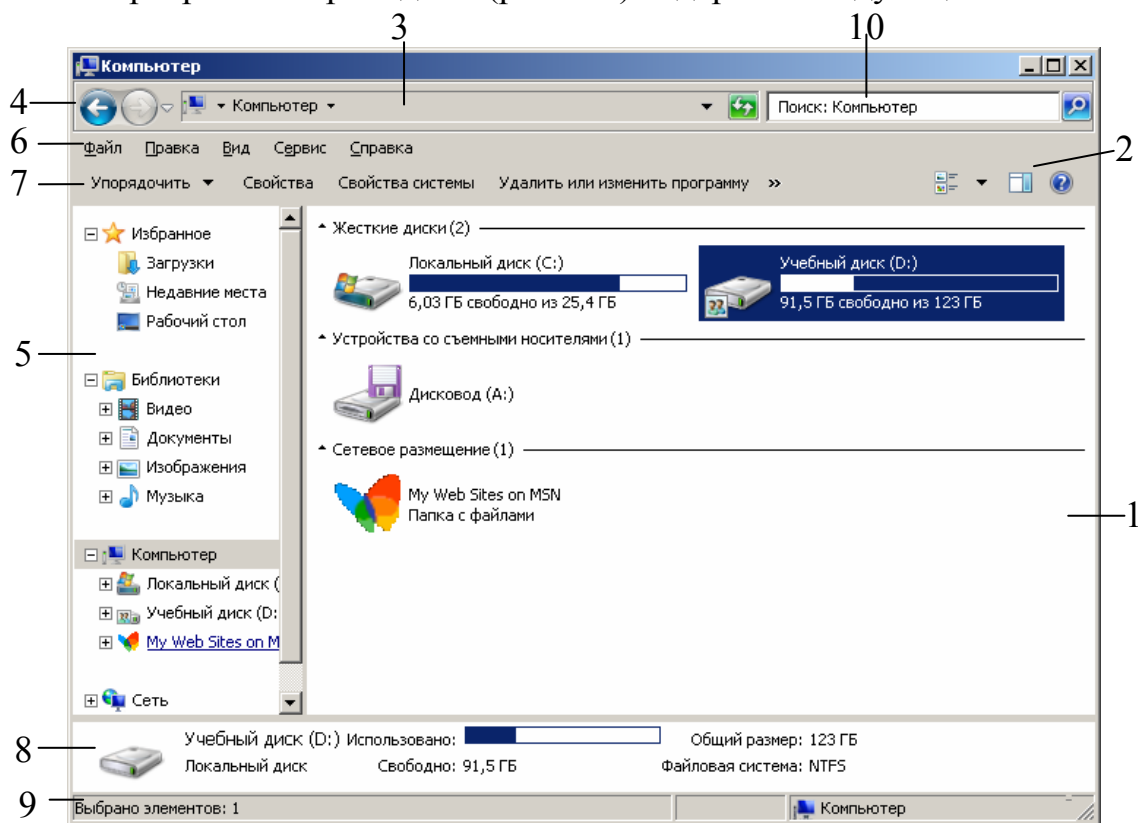 3
10
Компьютер
4
Компьютер
Поиск: Компьютер
6
Файл Правка Вид Сервис Справка
2
7
Упорядочить Свойства Свойства системы Удалить или изменить программу »
Избранное
Загрузки
Недавние места
Рабочий стол
5
Библиотеки
Видео
Документы
Изображения
Музыка
Компьютер
Локальный диск (
Учебный диск (D:
My Web Sites on M
Сеть
Жесткие диски (2)
Локальный диск (C:)
6,03 ГБ свободно из 25,4 ГБ
Учебный диск (D:)
91,5 ГБ свободно из 123 ГБ
Устройства со съемными носителями (1)
Дисковод (A:)
Сетевое размещение (1)
My Web Sites on MSN
Папка с файлами
1
8
Учебный диск (D:) Использовано: Общий размер: 123 ГБ
Локальный диск Свободно: 91,5 ГБ Файловая система: NTFS
9
Выбрано элементов: 1
Компьютер